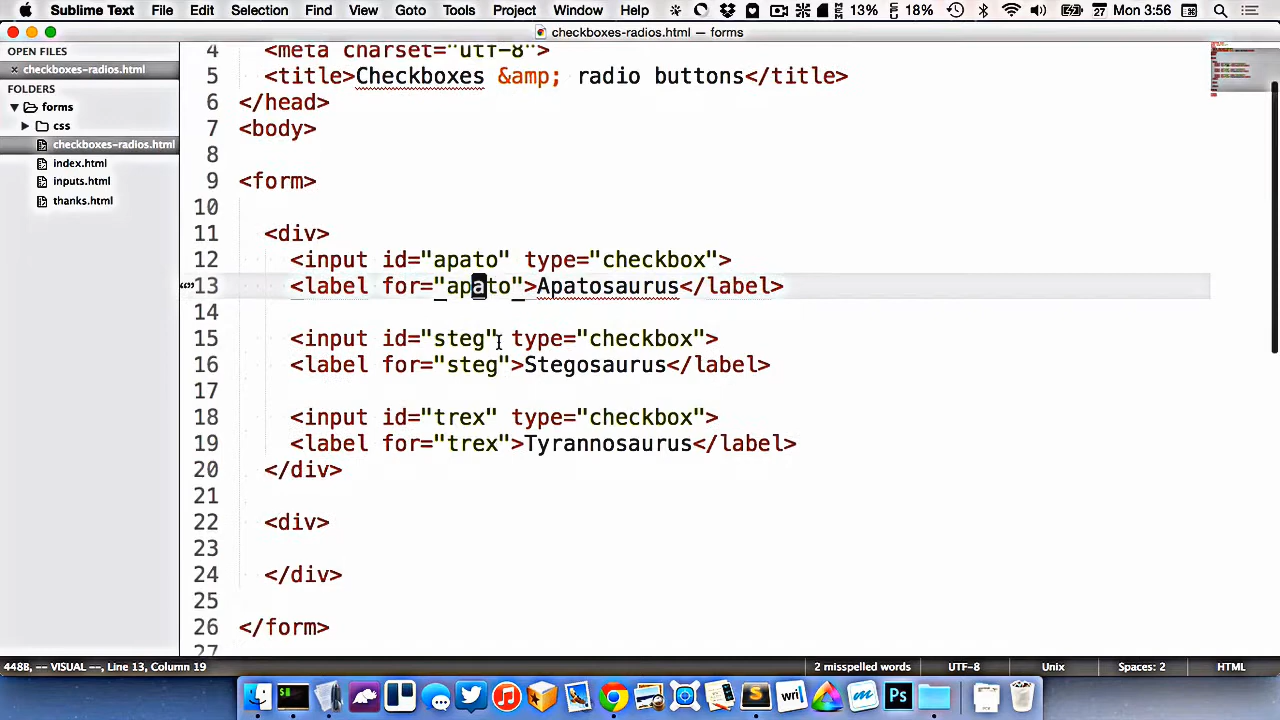 Sublime Text File Edit Selection Find View Goto Tools Project Window Help 13% 18% 27 Mon 3:56
checkboxes-radios.html — forms
OPEN FILES
× checkboxes-radios.html
FOLDERS
forms
css
checkboxes-radios.html
index.html
inputs.html
thanks.html
4 <meta charset="utf-8">
5 <title>Checkboxes &amp; radio buttons</title>
6 </head>
7 <body>
8
9 <form>
10
11 <div>
12 <input id="apato" type="checkbox">
13 <label for="apato">Apatosaurus</label>
14
15 <input id="steg" type="checkbox">
16 <label for="steg">Stegosaurus</label>
17
18 <input id="trex" type="checkbox">
19 <label for="trex">Tyrannosaurus</label>
20 </div>
21
22 <div>
23
24 </div>
25
26 </form>
27
448B, -- VISUAL --, Line 13, Column 19 2 misspelled words UTF-8 Unix Spaces: 2 HTML
wri Ps